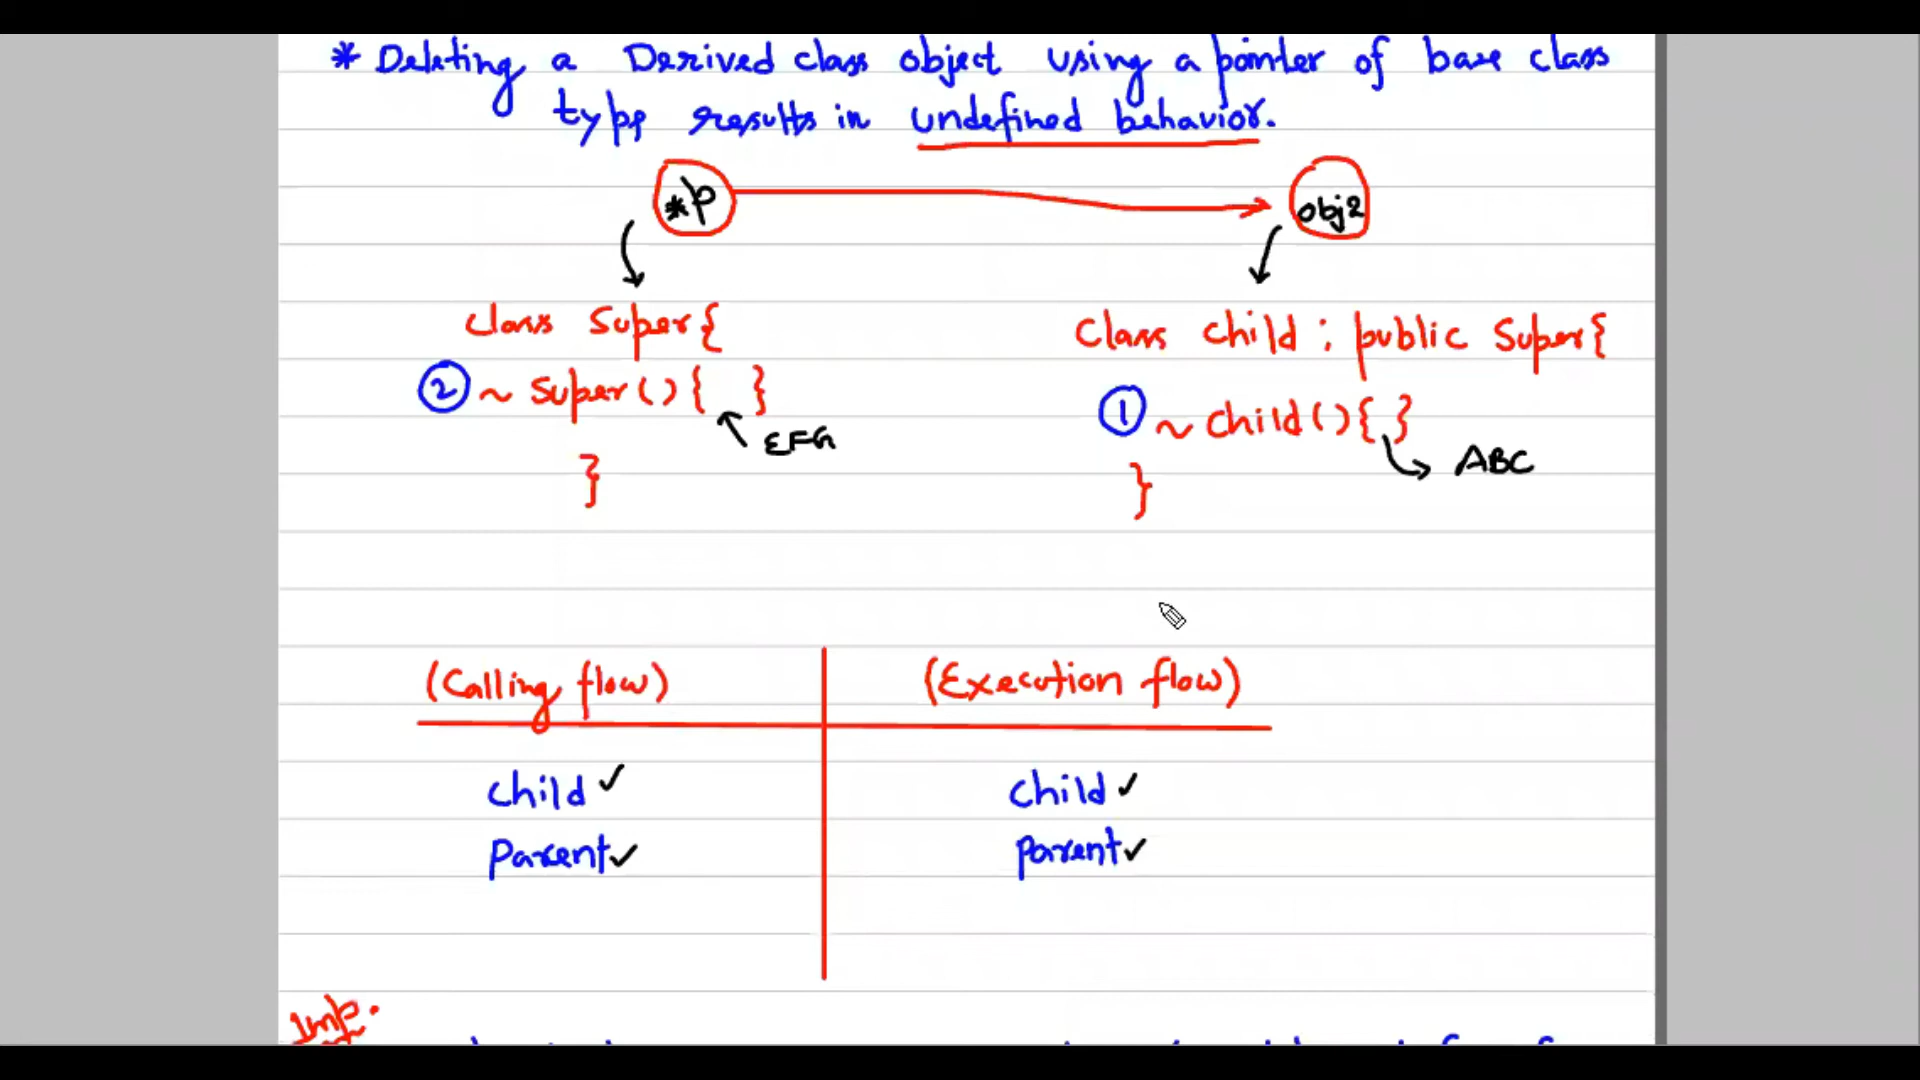 * Deleting a Derived class object using a pointer of base class
type results in undefined behavior.
*p
obj2
class Super{
Class Child : public Super{
② ~ Super(){ }
① ~ Child(){ }
EFG
ABC
}
}
(Calling flow)
(Execution flow)
Child ✓
Child ✓
Parent ✓
Parent ✓
Imp.